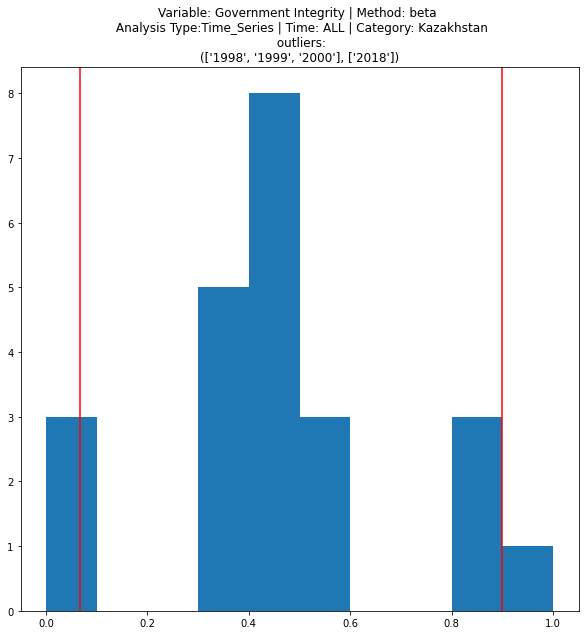 Variable: Government Integrity | Method: beta
Analysis Type:Time_Series | Time: ALL | Category: Kazakhstan
outliers:
(['1998', '1999', '2000'], ['2018'])
8
7
6
5
4
3
2
1
0
0.0 0.2 0.4 0.6 0.8 1.0